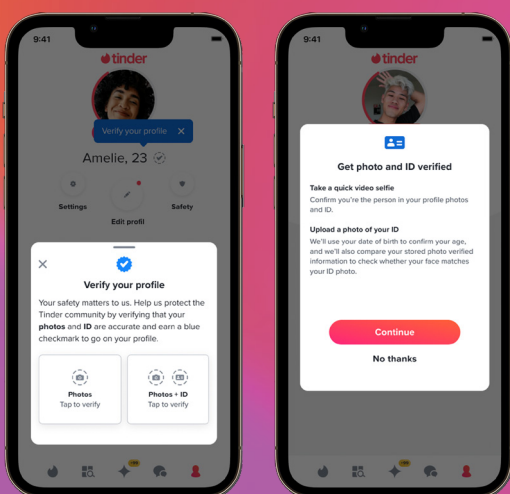 9:41
tinder
Verify your profile X
Amelie, 23
Settings
Edit profil
Safety
Verify your profile
Your safety matters to us. Help us protect the
Tinder community by verifying that your
photos and ID are accurate and earn a blue
checkmark to go on your profile.
Photos
Tap to verify
Photos + ID
Tap to verify
9:41
tinder
Get photo and ID verified
Take a quick video selfie
Confirm you're the person in your profile photos
and ID.
Upload a photo of your ID
We'll use your date of birth to confirm your age,
and we'll also compare your stored photo verified
information to check whether your face matches
your ID photo.
Continue
No thanks